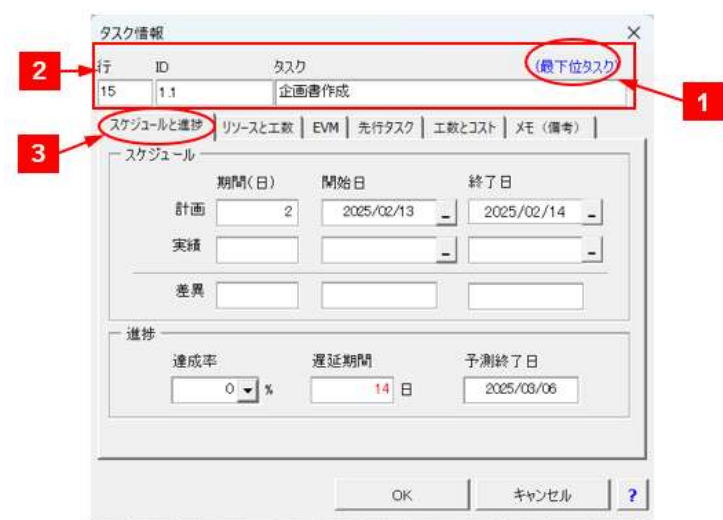 タスク情報 ×
行 ID タスク (最下位タスク)
2
15 1.1 企画書作成
1
スケジュールと進捗 リソースと工数 EVM 先行タスク 工数とコスト メモ（備考）
3
スケジュール
期間(日) 開始日 終了日
計画 2 2025/02/13 2025/02/14
実績
差異
進捗
達成率 遅延期間 予測終了日
0 % 14 日 2025/03/06
OK キャンセル ?